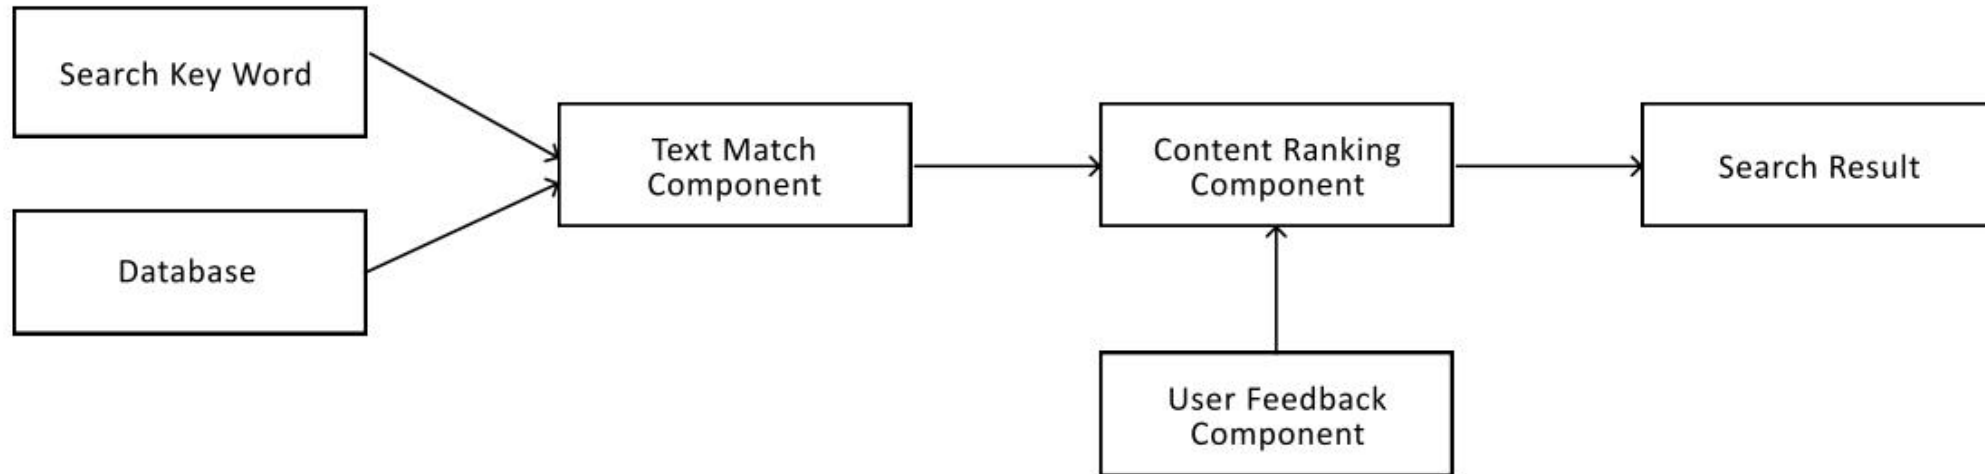 Search Key Word
Database
Text Match
Component
Content Ranking
Component
User Feedback
Component
Search Result